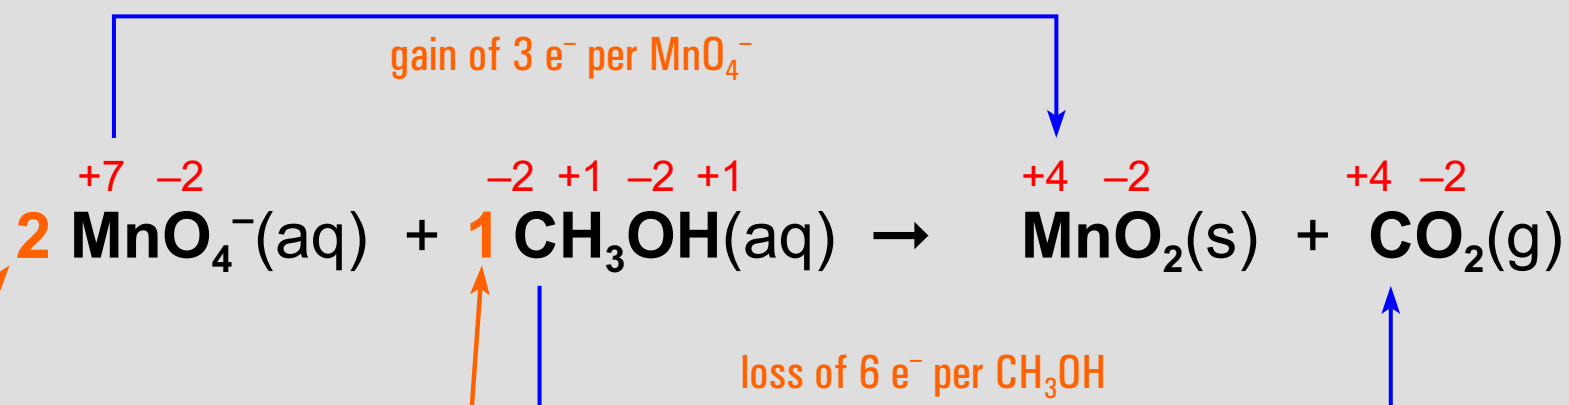 gain of 3 e⁻ per MnO₄⁻
+7 –2 –2 +1 –2 +1 +4 –2 +4 –2
2 MnO₄⁻(aq) + 1 CH₃OH(aq) → MnO₂(s) + CO₂(g)
loss of 6 e⁻ per CH₃OH